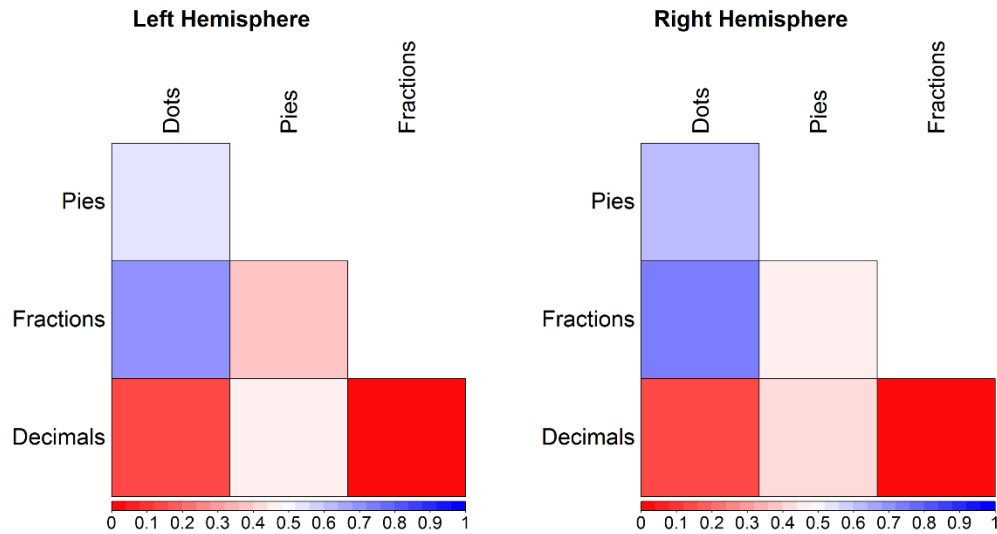 Left Hemisphere
Dots
Pies
Fractions
Pies
Fractions
Decimals
0 0.1 0.2 0.3 0.4 0.5 0.6 0.7 0.8 0.9 1
Right Hemisphere
Dots
Pies
Fractions
Pies
Fractions
Decimals
0 0.1 0.2 0.3 0.4 0.5 0.6 0.7 0.8 0.9 1